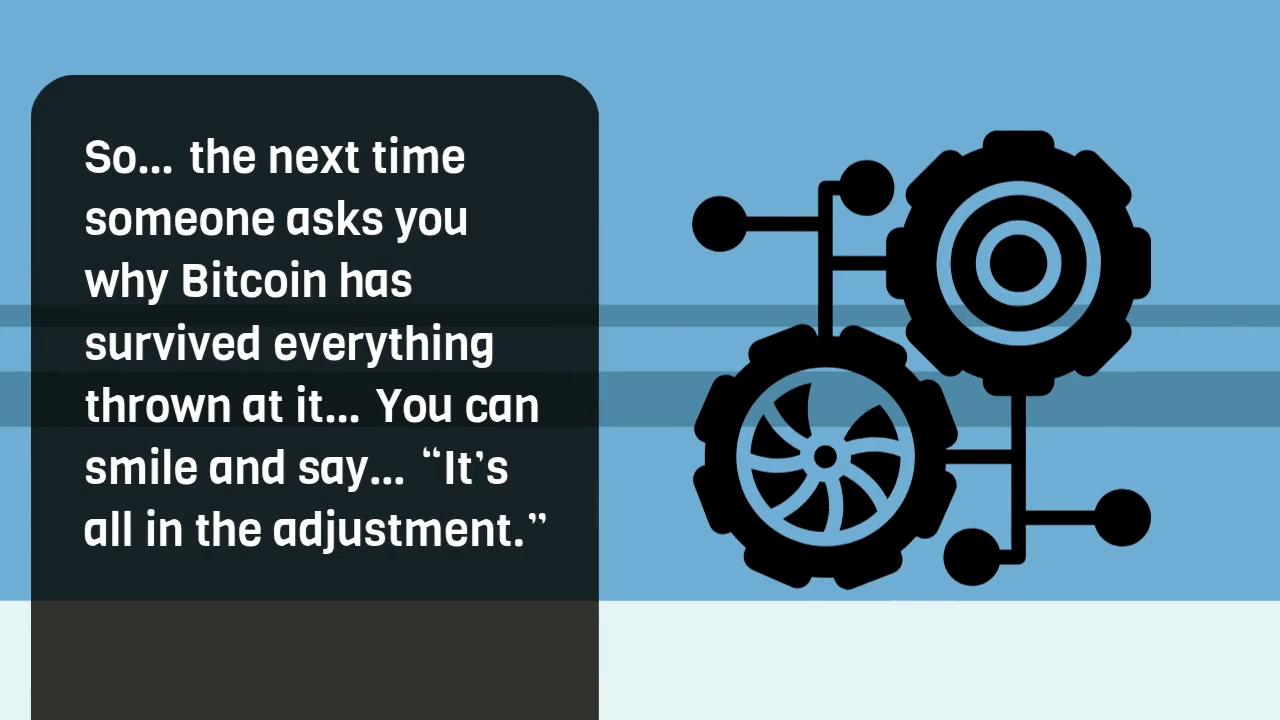 So... the next time
someone asks you
why Bitcoin has
survived everything
thrown at it... You can
smile and say... “It’s
all in the adjustment.”